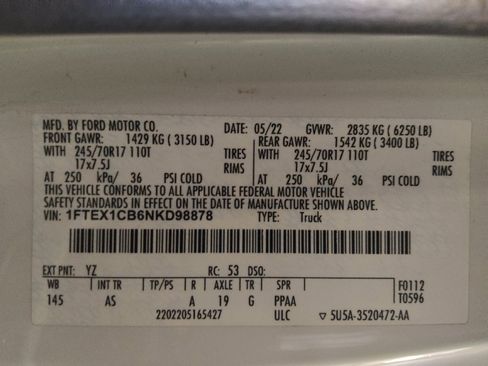 MFD. BY FORD MOTOR CO. DATE: 05/22 GVWR: 2835 KG ( 6250 LB)
FRONT GAWR: 1429 KG ( 3150 LB) REAR GAWR: 1542 KG ( 3400 LB)
WITH 245/70R17 110T TIRES WITH 245/70R17 110T TIRES
17x7.5J RIMS 17x7.5J RIMS
AT 250 kPa/ 36 PSI COLD AT 250 kPa/ 36 PSI COLD
THIS VEHICLE CONFORMS TO ALL APPLICABLE FEDERAL MOTOR VEHICLE
SAFETY STANDARDS IN EFFECT ON THE DATE OF MANUFACTURE SHOWN ABOVE.
VIN: 1FTEX1CB6NKD98878 TYPE: Truck
EXT PNT: YZ RC: 53 DSO:
WB INT TR TP/PS R AXLE TR SPR F0112
145 AS A 19 G PPAA T0596
2202205165427 ULC ▽ 5U5A-3520472-AA